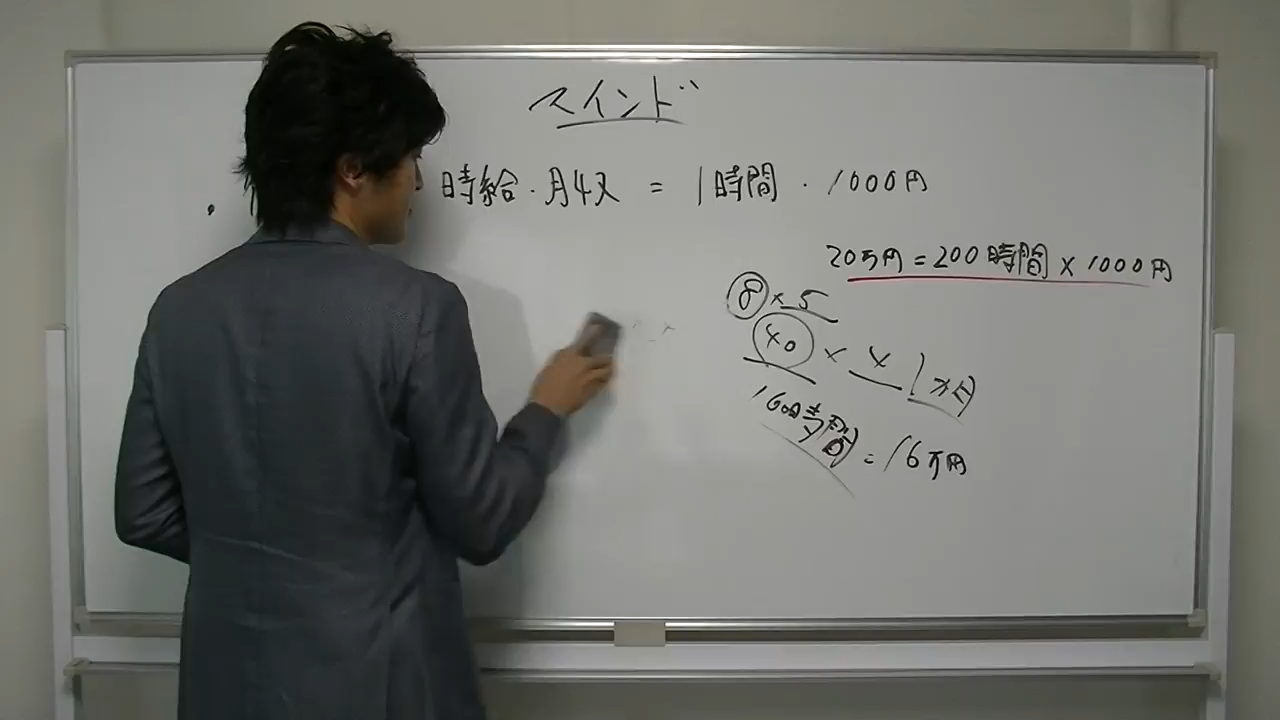 マインド
時給・月収 = 1時間・1000円
20万円 = 200時間 × 1000円
8 × 5
40 × 4 1ヶ月
160時間 = 16万円